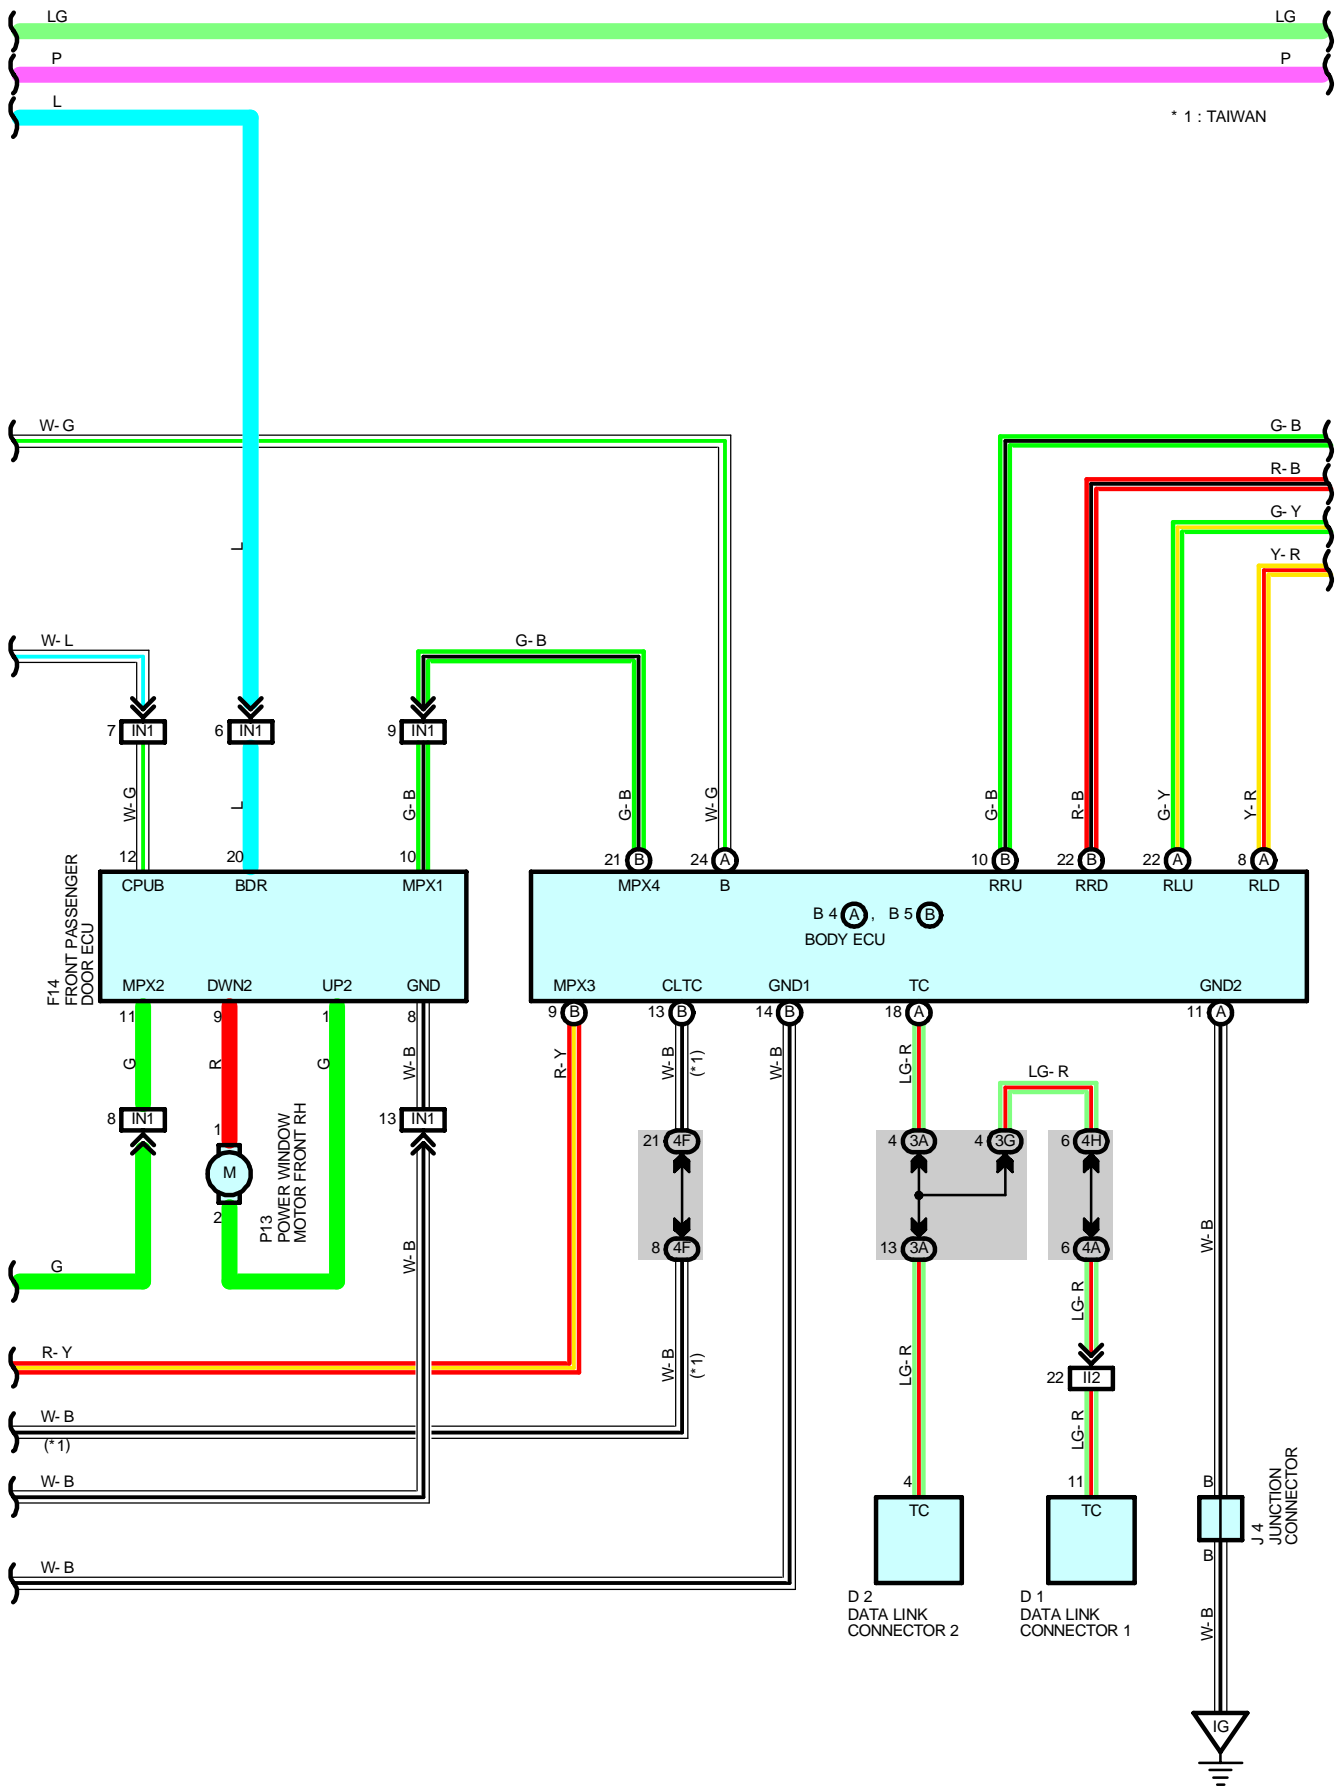 LG
LG
P
P
L
* 1 : TAIWAN
W- G
G- B
R- B
G- Y
Y- R
L
W- L
G- B
7 IN1
6 IN1
9 IN1
W- G
L
G- B
G- B
W- G
G- B
R- B
G- Y
Y- R
12
20
10
21 B
24 A
10 B
22 B
22 A
8 A
CPUB
BDR
MPX1
MPX4
B
RRU
RRD
RLU
RLD
B 4 A , B 5 B
BODY ECU
F14
FRONT PASSENGER
DOOR ECU
MPX2
DWN2
UP2
GND
MPX3
CLTC
GND1
TC
GND2
11
9
1
8
9 B
13 B
14 B
18 A
11 A
G
R
G
W- B
R- Y
W- B
(*1)
W- B
LG- R
LG- R
8 IN1
1
13 IN1
21 4F
4 3A
4 3G
6 4H
M
P13
POWER WINDOW
MOTOR FRONT RH
2
W- B
8 4F
13 3A
6 4A
W- B
G
LG- R
R- Y
W- B
(*1)
LG- R
22 II2
W- B
(*1)
LG- R
W- B
4
11
B
TC
TC
J 4
JUNCTION
CONNECTOR
B
W- B
D 2
DATA LINK
CONNECTOR 2
D 1
DATA LINK
CONNECTOR 1
W- B
IG